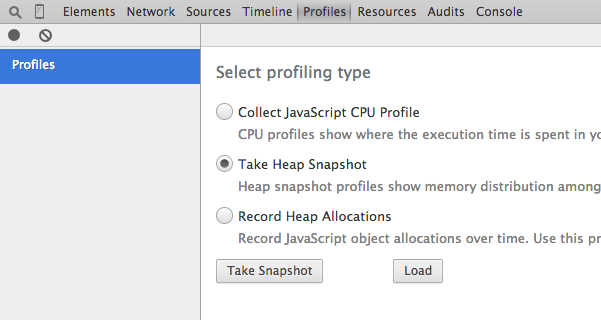 Elements Network Sources Timeline Profiles Resources Audits Console
Profiles
Select profiling type
Collect JavaScript CPU Profile
CPU profiles show where the execution time is spent in yo
Take Heap Snapshot
Heap snapshot profiles show memory distribution among
Record Heap Allocations
Record JavaScript object allocations over time. Use this pr
Take Snapshot Load